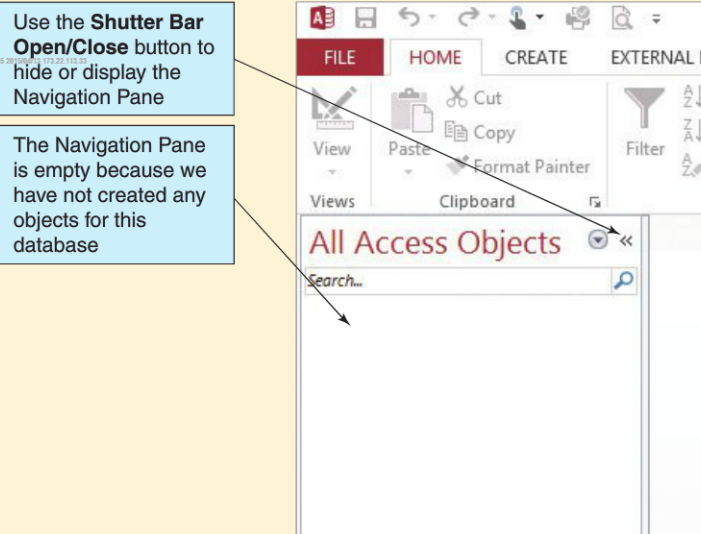 Use the Shutter Bar
Open/Close button to
hide or display the
Navigation Pane
The Navigation Pane
is empty because we
have not created any
objects for this
database
FILE HOME CREATE EXTERNAL
View
Paste
Cut
Copy
Format Painter
Filter
Views Clipboard
All Access Objects
Search...